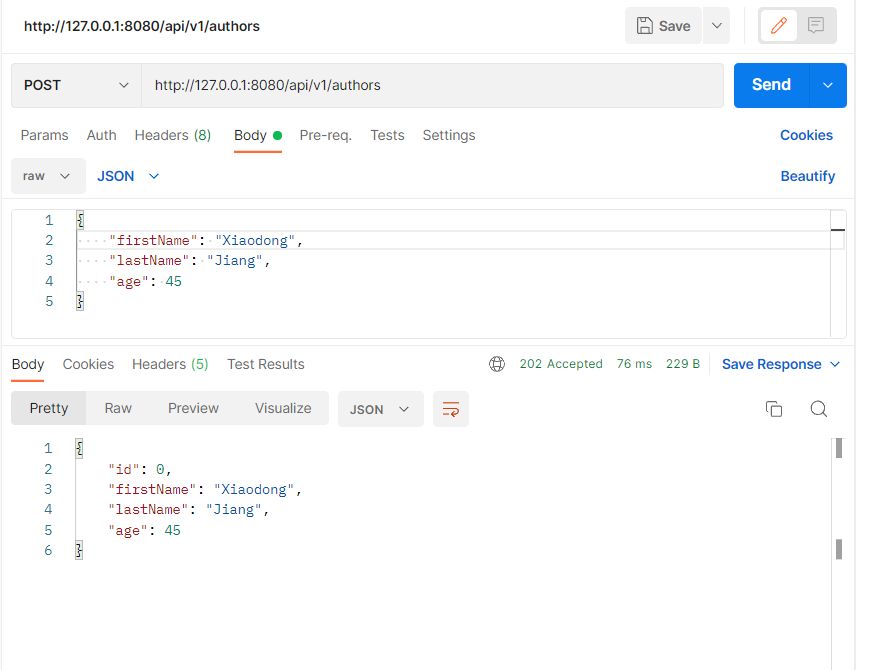 http://127.0.0.1:8080/api/v1/authors Save
POST http://127.0.0.1:8080/api/v1/authors Send
Params Auth Headers (8) Body Pre-req. Tests Settings Cookies
raw JSON Beautify
1 {
2 ····"firstName":·"Xiaodong",
3 ····"lastName":·"Jiang",
4 ····"age":·45
5 }
Body Cookies Headers (5) Test Results 202 Accepted 76 ms 229 B Save Response
Pretty Raw Preview Visualize JSON
1 {
2     "id": 0,
3     "firstName": "Xiaodong",
4     "lastName": "Jiang",
5     "age": 45
6 }